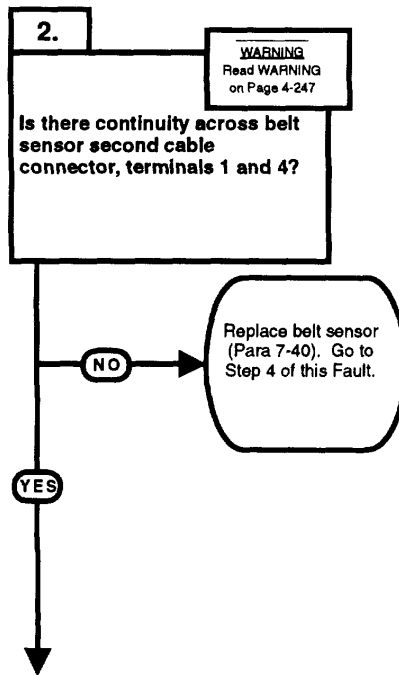 2.
WARNING
Read WARNING
on Page 4-247
Is there continuity across belt
sensor second cable
connector, terminals 1 and 4?
Replace belt sensor
(Para 7-40). Go to
Step 4 of this Fault.
NO
YES